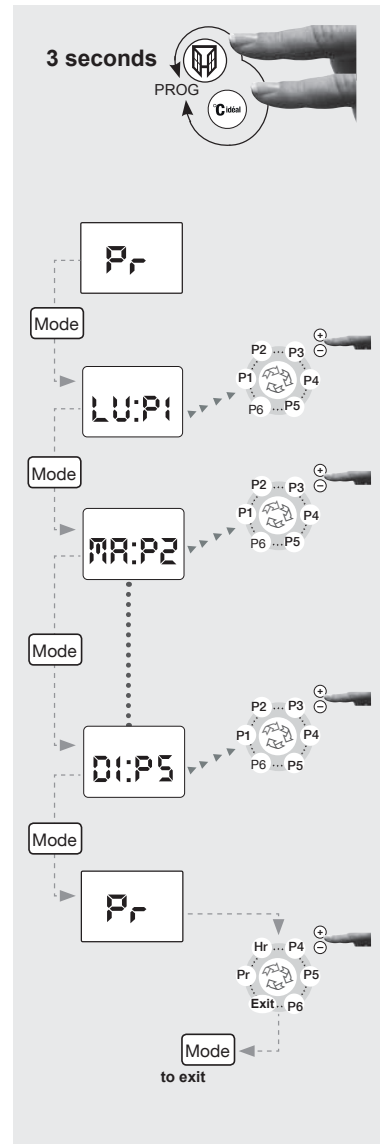 3 seconds
PROG
°C idéal
Pr
Mode
P2 ... P3
+
−
P1 P4
P6 ... P5
LU:P1
Mode
P2 ... P3
+
−
P1 P4
P6 ... P5
MA:P2
Mode
P2 ... P3
+
−
P1 P4
P6 ... P5
DI:P5
Mode
Pr
+
−
Hr ... P4
Pr P5
Exit .. P6
Mode
to exit